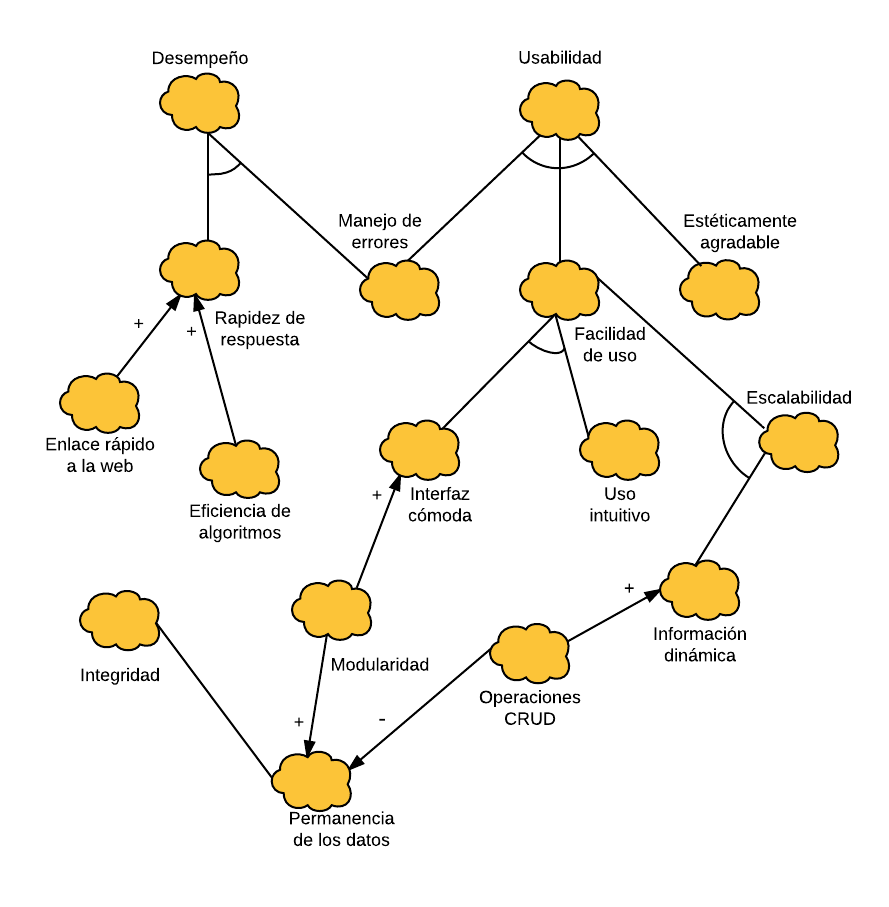 Desempeño
Usabilidad
Manejo de
errores
Estéticamente
agradable
+
+
Rapidez de
respuesta
Facilidad
de uso
Escalabilidad
Enlace rápido
a la web
Eficiencia de
algoritmos
+
Interfaz
cómoda
Uso
intuitivo
+
Información
dinámica
Integridad
Modularidad
Operaciones
CRUD
+
-
Permanencia
de los datos